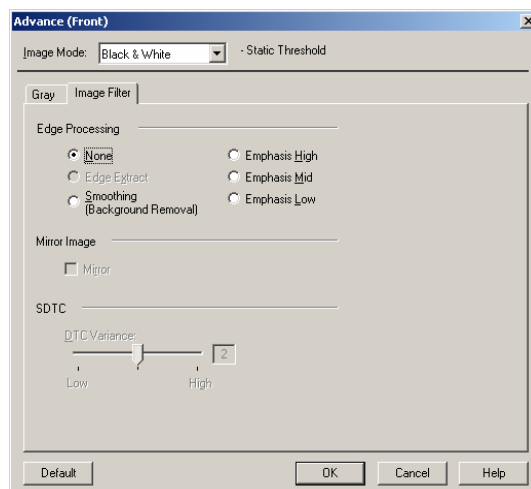 Advance (Front)
Image Mode: Black & White - Static Threshold
Gray Image Filter
Edge Processing
None Emphasis High
Edge Extract Emphasis Mid
Smoothing (Background Removal) Emphasis Low
Mirror Image
Mirror
SDTC
DTC Variance:
2
Low High
Default OK Cancel Help